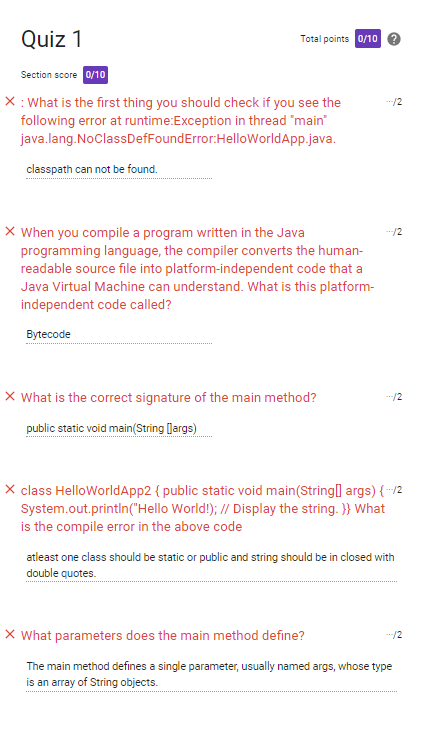 Quiz 1
Total points 0/10
Section score 0/10
: What is the first thing you should check if you see the
following error at runtime:Exception in thread "main"
java.lang.NoClassDefFoundError:HelloWorldApp.java.
···/2
classpath can not be found.
When you compile a program written in the Java
programming language, the compiler converts the human-
readable source file into platform-independent code that a
Java Virtual Machine can understand. What is this platform-
independent code called?
···/2
Bytecode
What is the correct signature of the main method?
···/2
public static void main(String []args)
class HelloWorldApp2 { public static void main(String[] args) {
System.out.println("Hello World!); // Display the string. }} What
is the compile error in the above code
···/2
atleast one class should be static or public and string should be in closed with
double quotes.
What parameters does the main method define?
···/2
The main method defines a single parameter, usually named args, whose type
is an array of String objects.